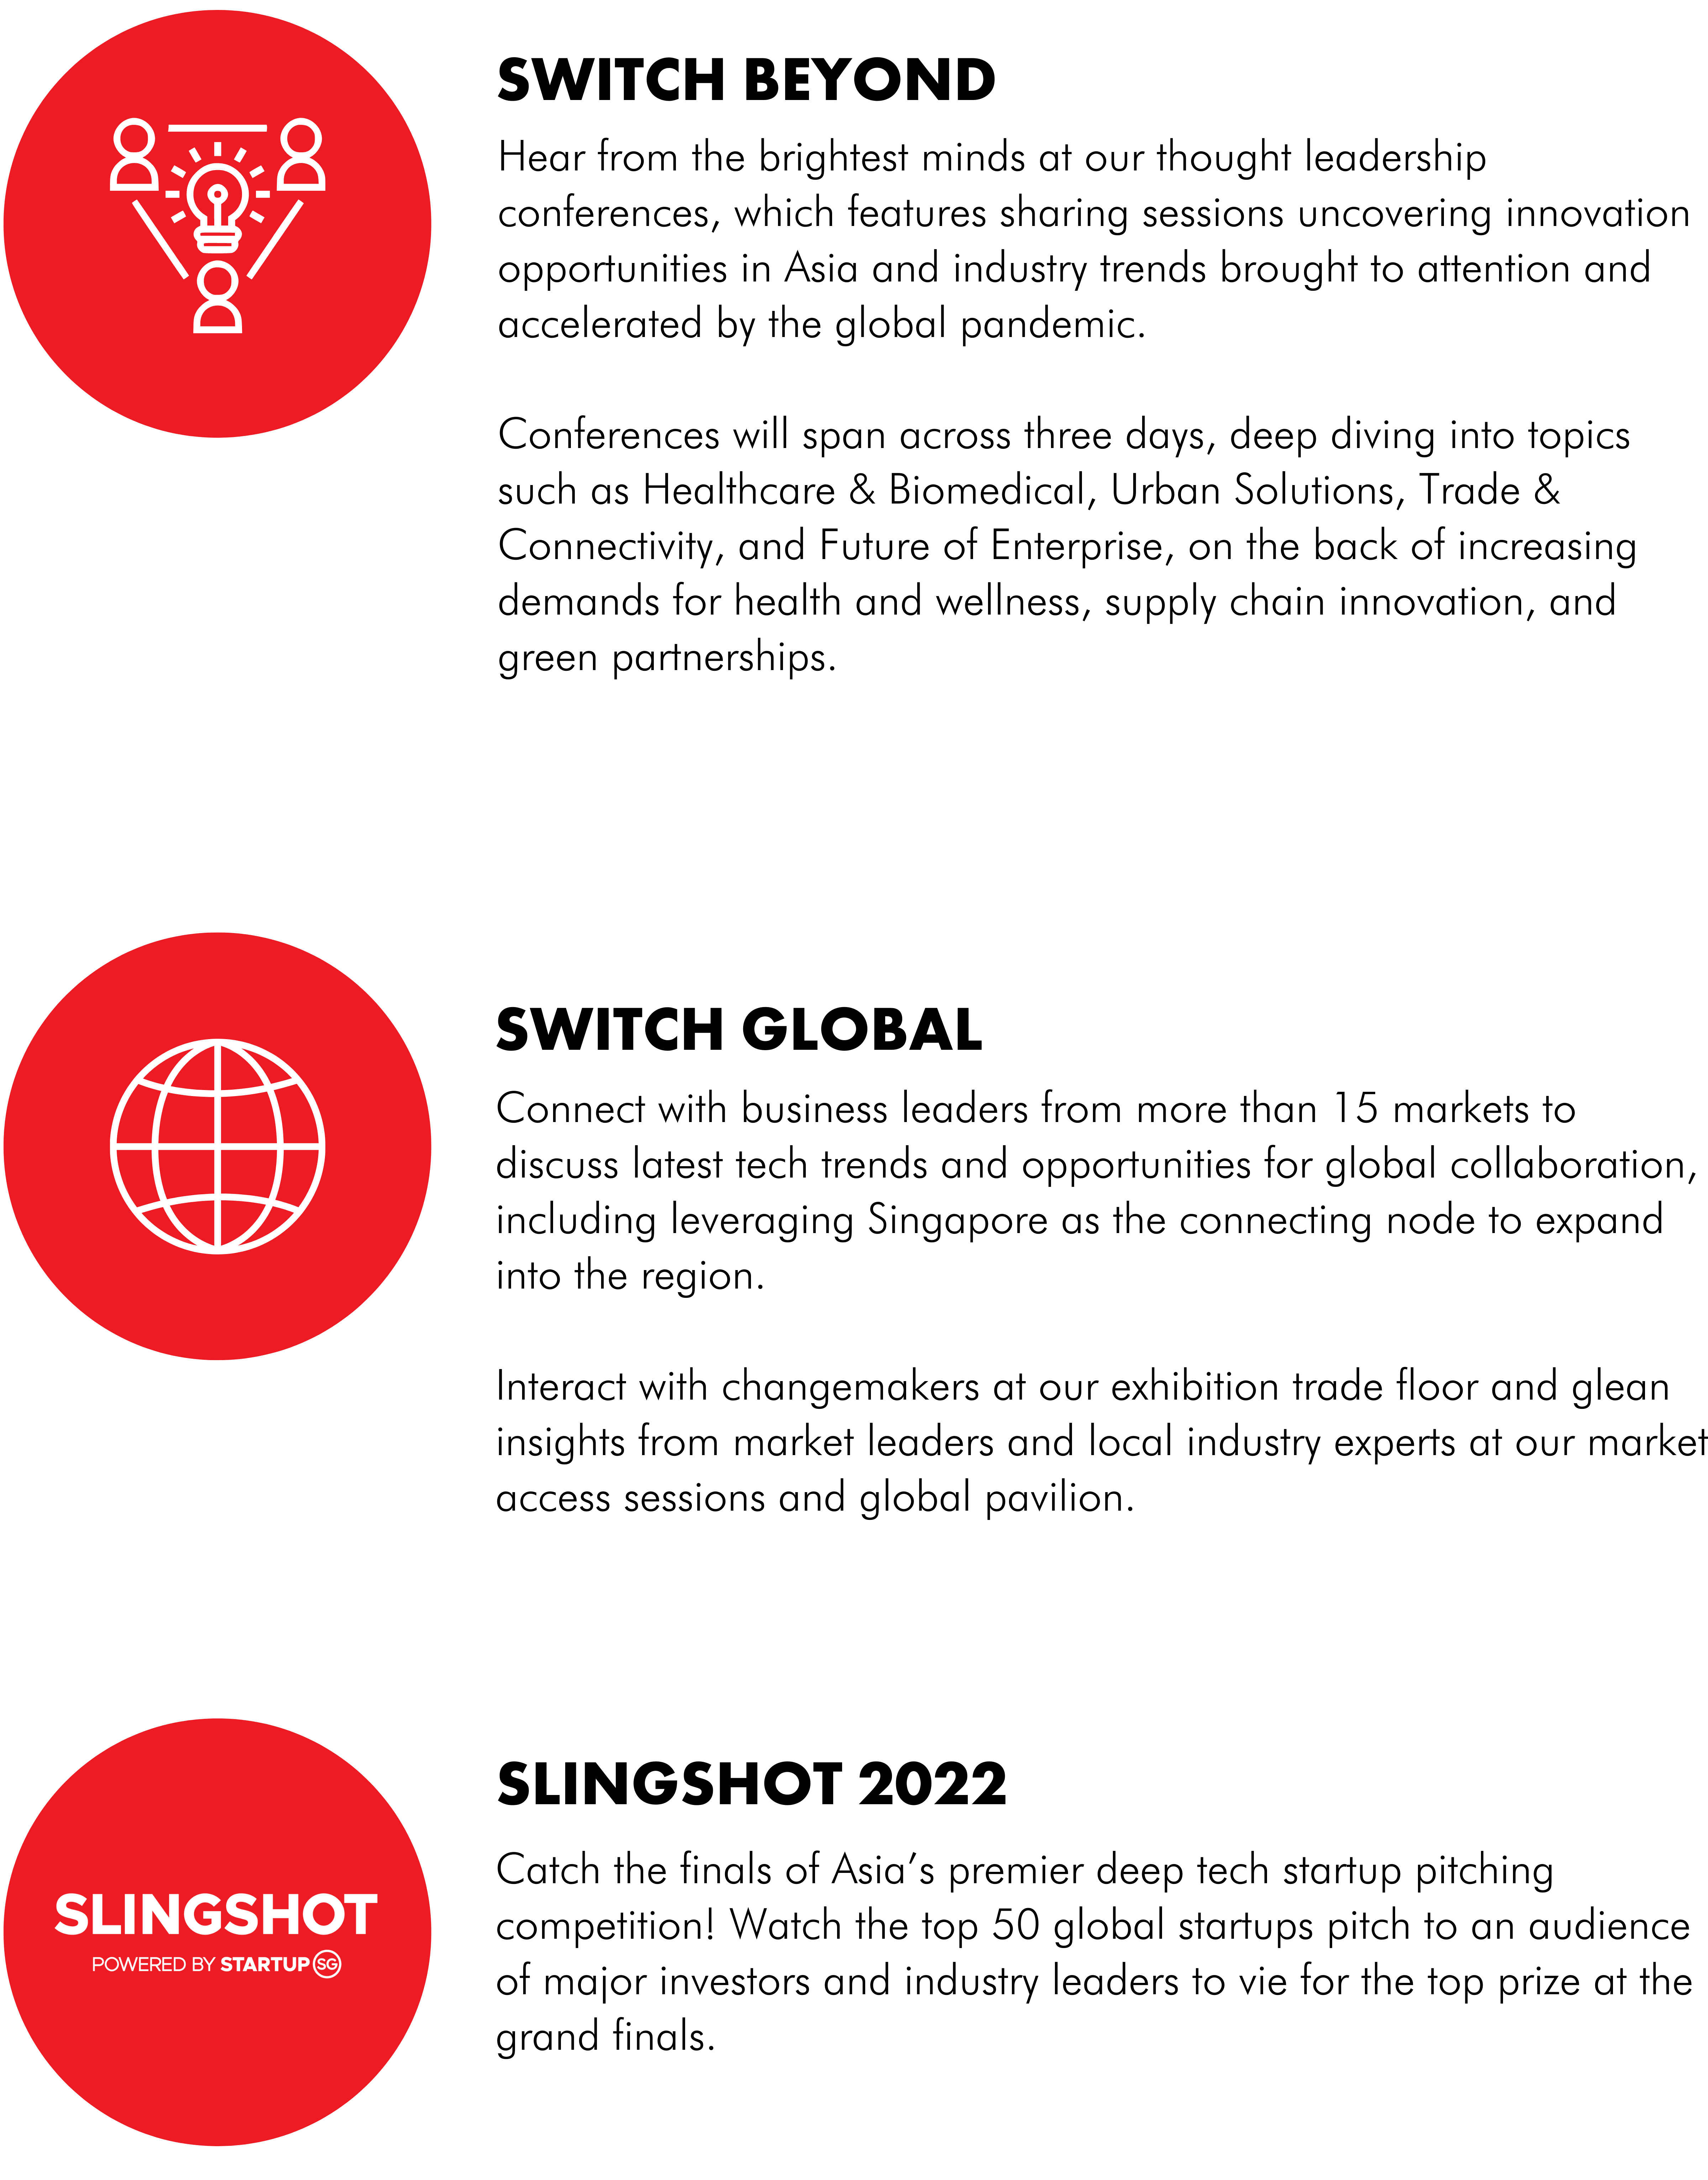 SWITCH BEYOND
Hear from the brightest minds at our thought leadership
conferences, which features sharing sessions uncovering innovation
opportunities in Asia and industry trends brought to attention and
accelerated by the global pandemic.
Conferences will span across three days, deep diving into topics
such as Healthcare & Biomedical, Urban Solutions, Trade &
Connectivity, and Future of Enterprise, on the back of increasing
demands for health and wellness, supply chain innovation, and
green partnerships.
SWITCH GLOBAL
Connect with business leaders from more than 15 markets to
discuss latest tech trends and opportunities for global collaboration,
including leveraging Singapore as the connecting node to expand
into the region.
Interact with changemakers at our exhibition trade floor and glean
insights from market leaders and local industry experts at our market
access sessions and global pavilion.
SLINGSHOT
POWERED BY STARTUP SG
SLINGSHOT 2022
Catch the finals of Asia’s premier deep tech startup pitching
competition! Watch the top 50 global startups pitch to an audience
of major investors and industry leaders to vie for the top prize at the
grand finals.